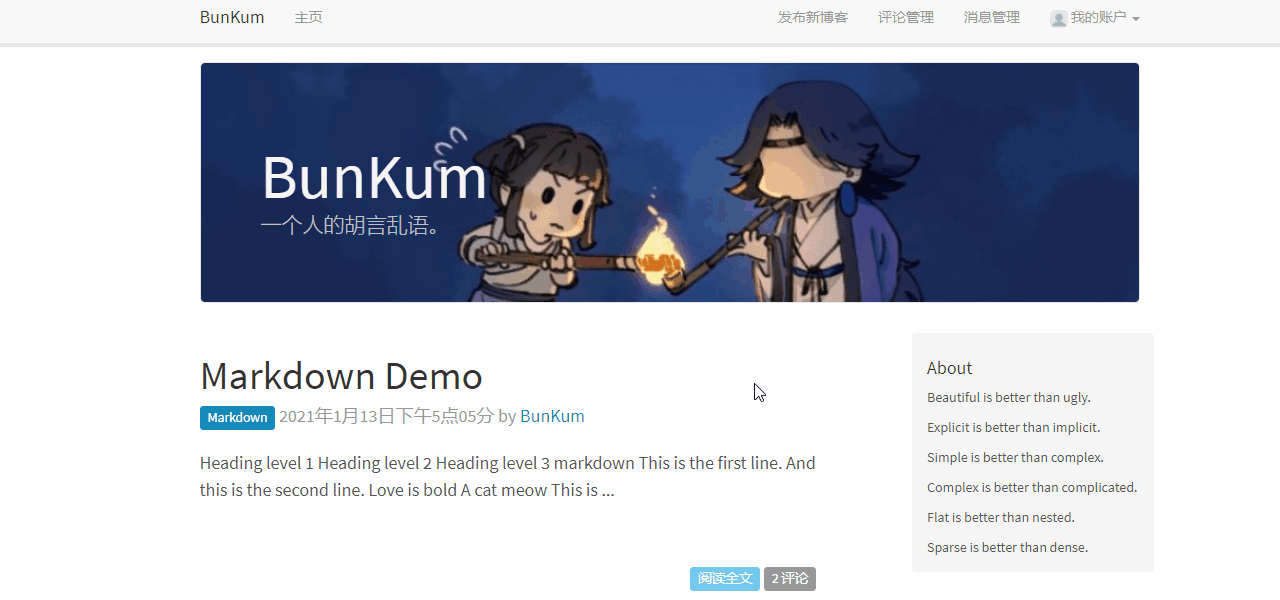 BunKum 主页 发布新博客 评论管理 消息管理 我的账户
BunKum
一个人的胡言乱语。
Markdown Demo
Markdown 2021年1月13日下午5点05分 by BunKum
Heading level 1 Heading level 2 Heading level 3 markdown This is the first line. And
this is the second line. Love is bold A cat meow This is ...
阅读全文 2 评论
About
Beautiful is better than ugly.
Explicit is better than implicit.
Simple is better than complex.
Complex is better than complicated.
Flat is better than nested.
Sparse is better than dense.